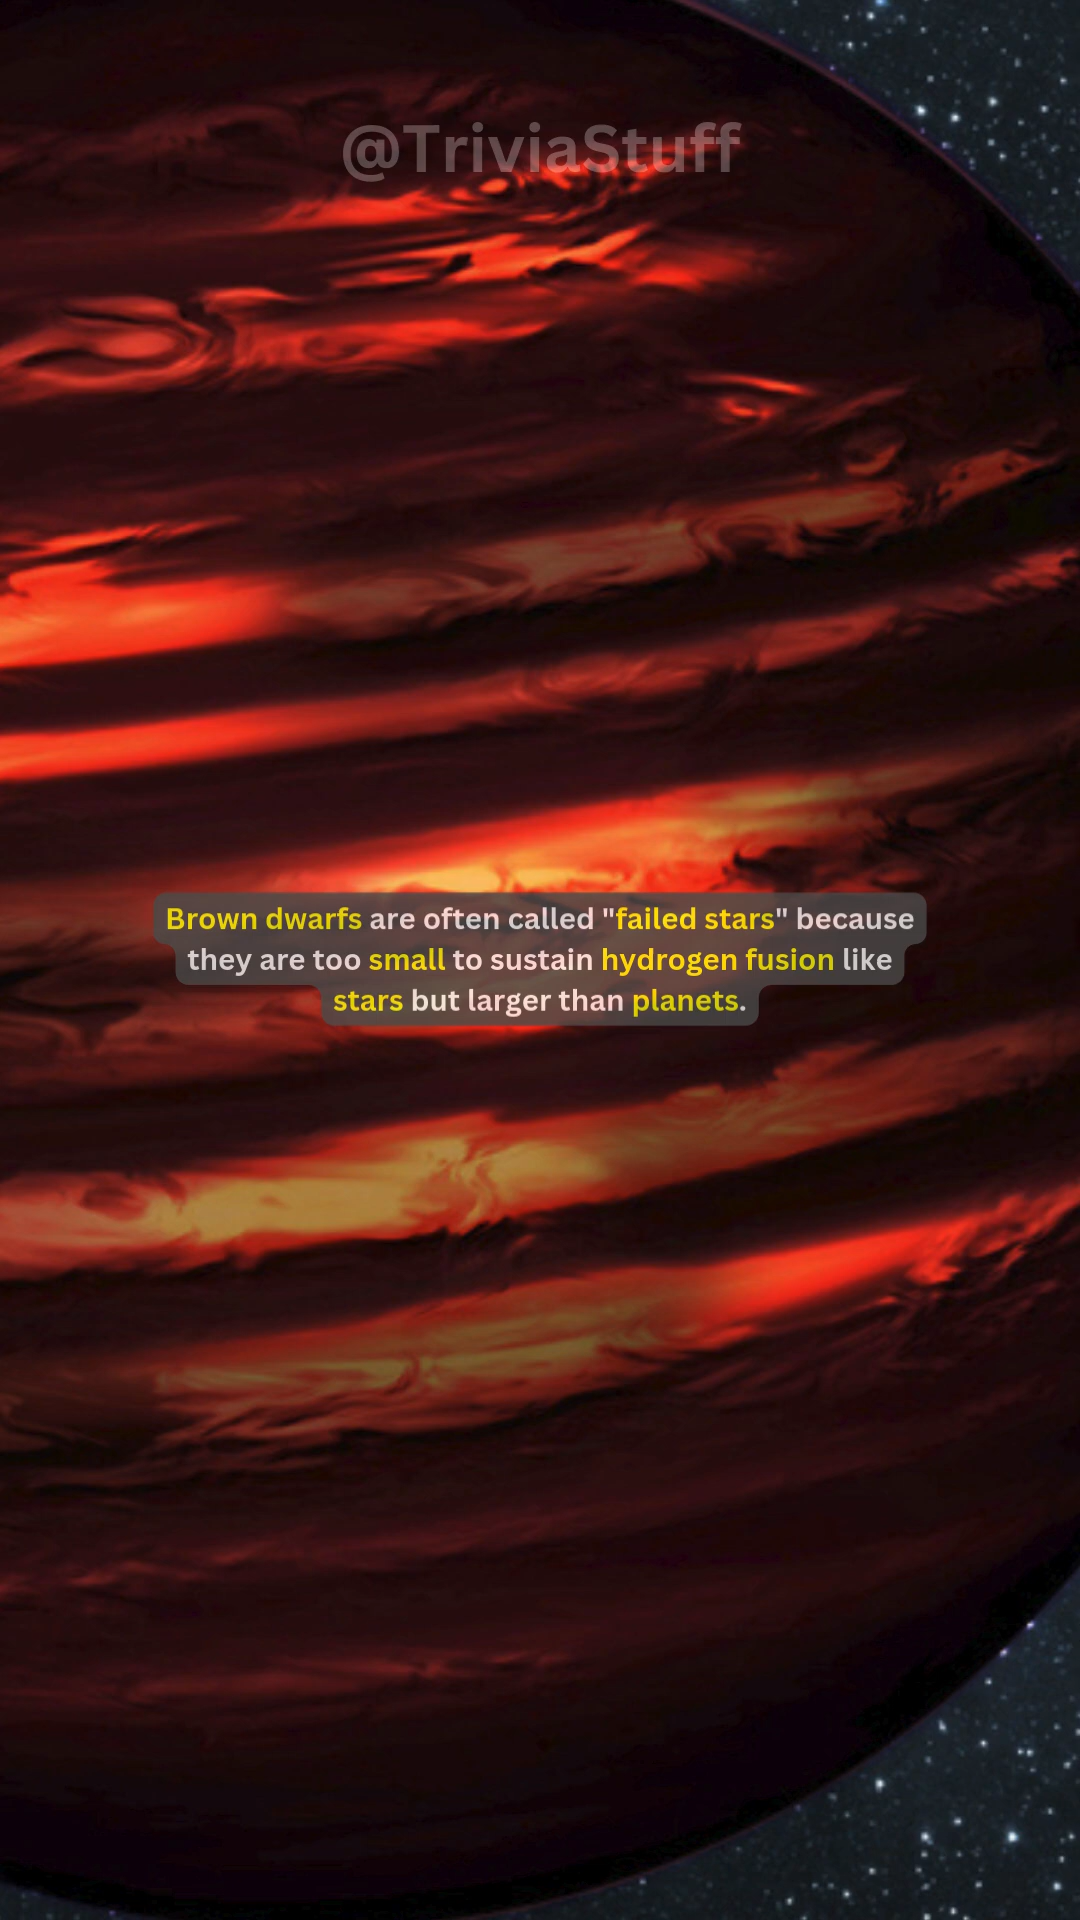 @TriviaStuff
Brown dwarfs are often called "failed stars" because
they are too small to sustain hydrogen fusion like
stars but larger than planets.